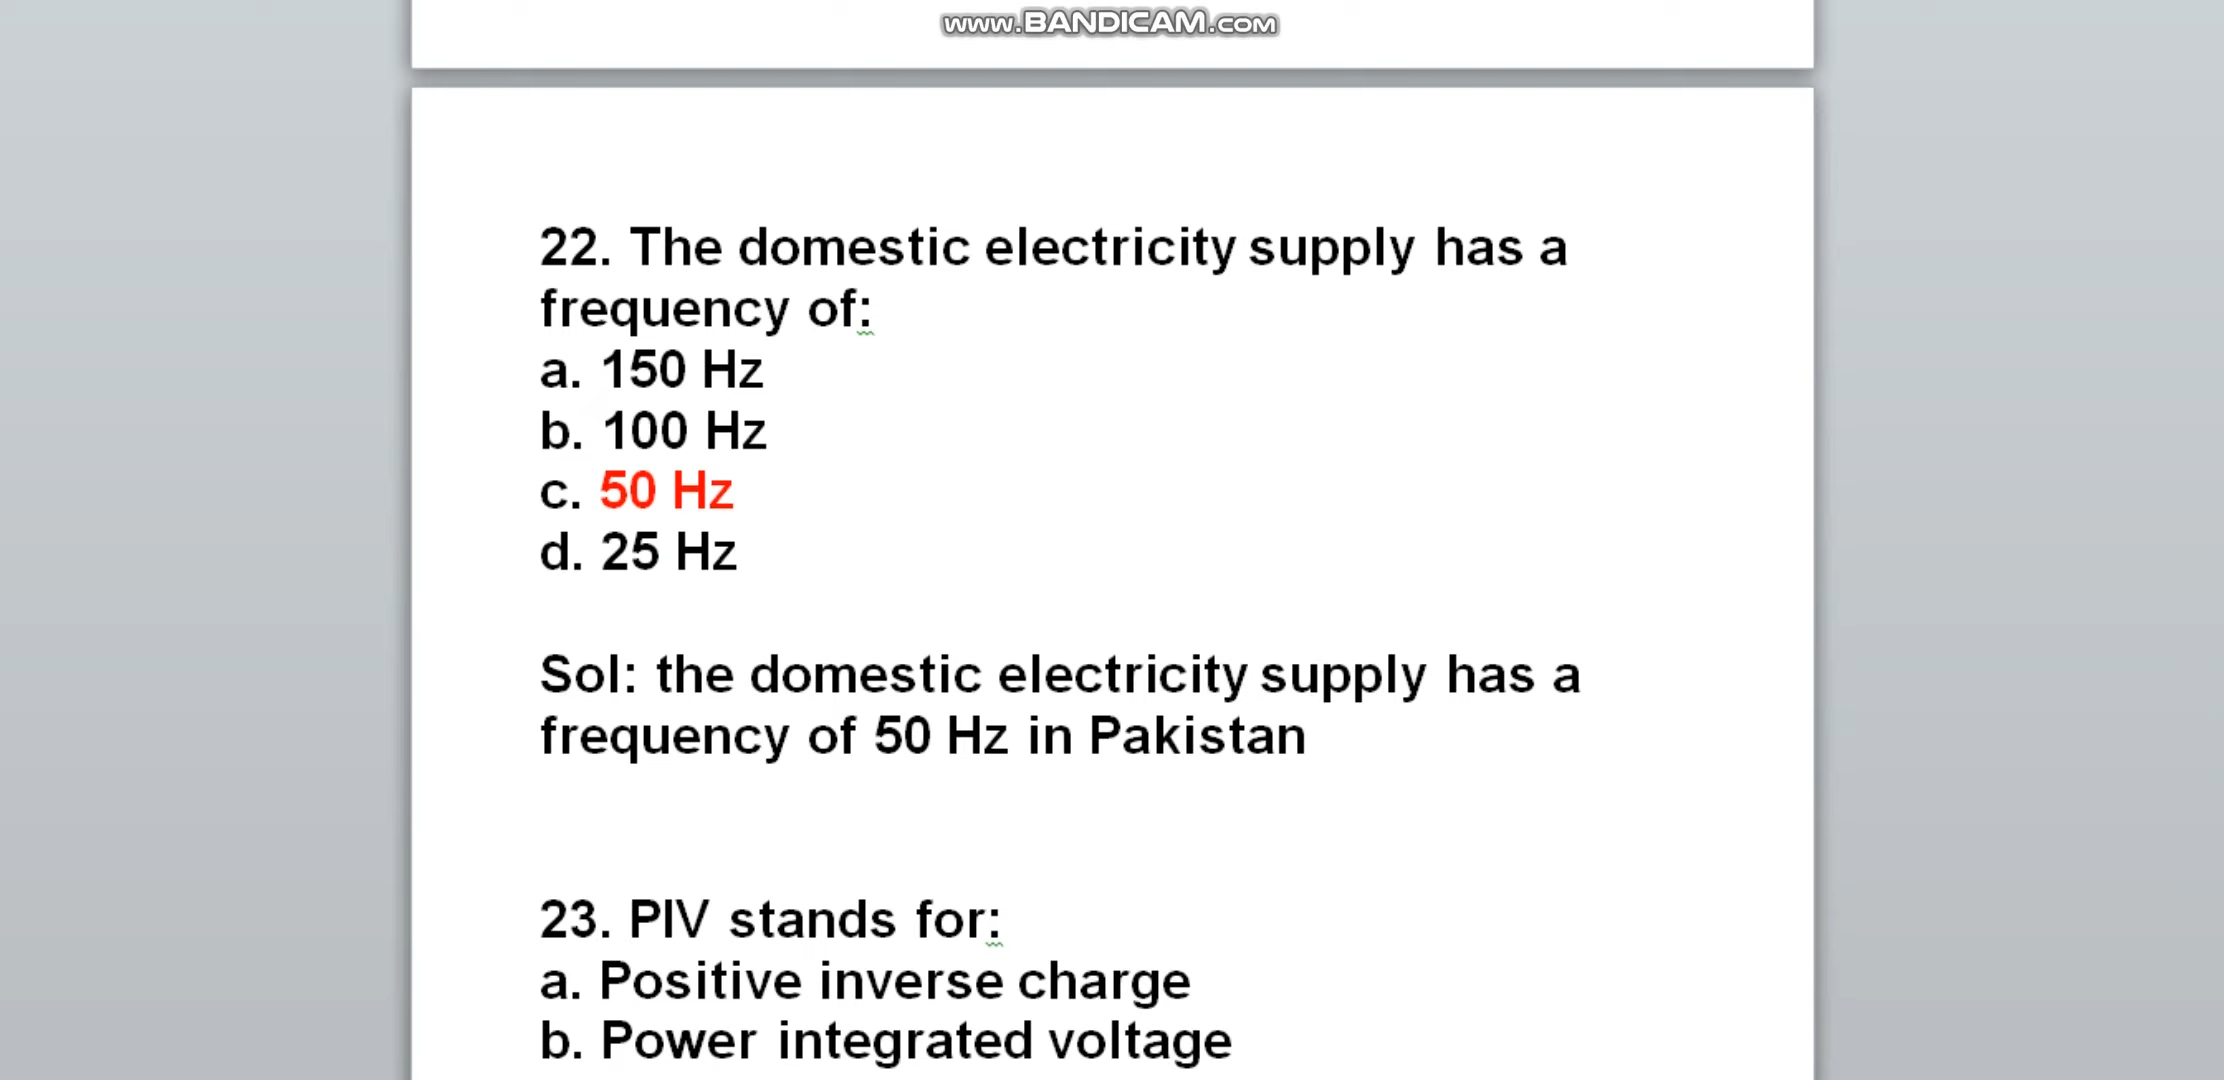 www.BANDICAM.COM
22. The domestic electricity supply has a
frequency of:
a. 150 Hz
b. 100 Hz
c. 50 Hz
d. 25 Hz
Sol: the domestic electricity supply has a
frequency of 50 Hz in Pakistan
23. PIV stands for:
a. Positive inverse charge
b. Power integrated voltage